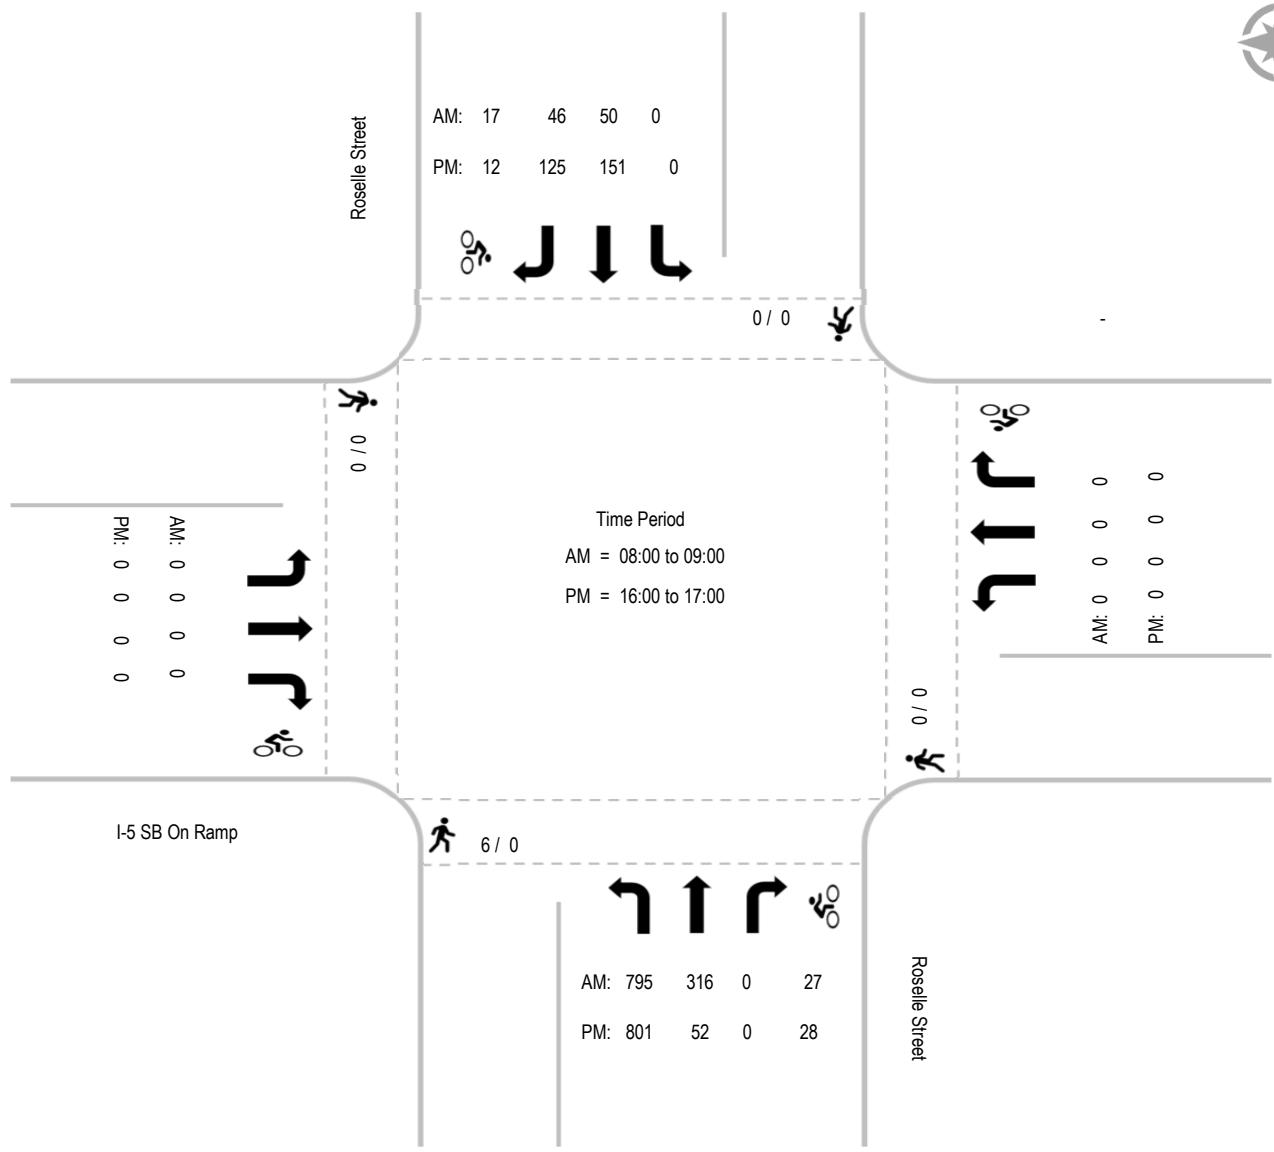 Roselle Street
AM: 17 46 50 0
PM: 12 125 151 0
0 / 0
-
0 / 0
PM: 0 0 0 0
AM: 0 0 0 0
Time Period
AM = 08:00 to 09:00
PM = 16:00 to 17:00
AM: 0 0 0 0
PM: 0 0 0 0
0 / 0
I-5 SB On Ramp
6 / 0
AM: 795 316 0 27
PM: 801 52 0 28
Roselle Street